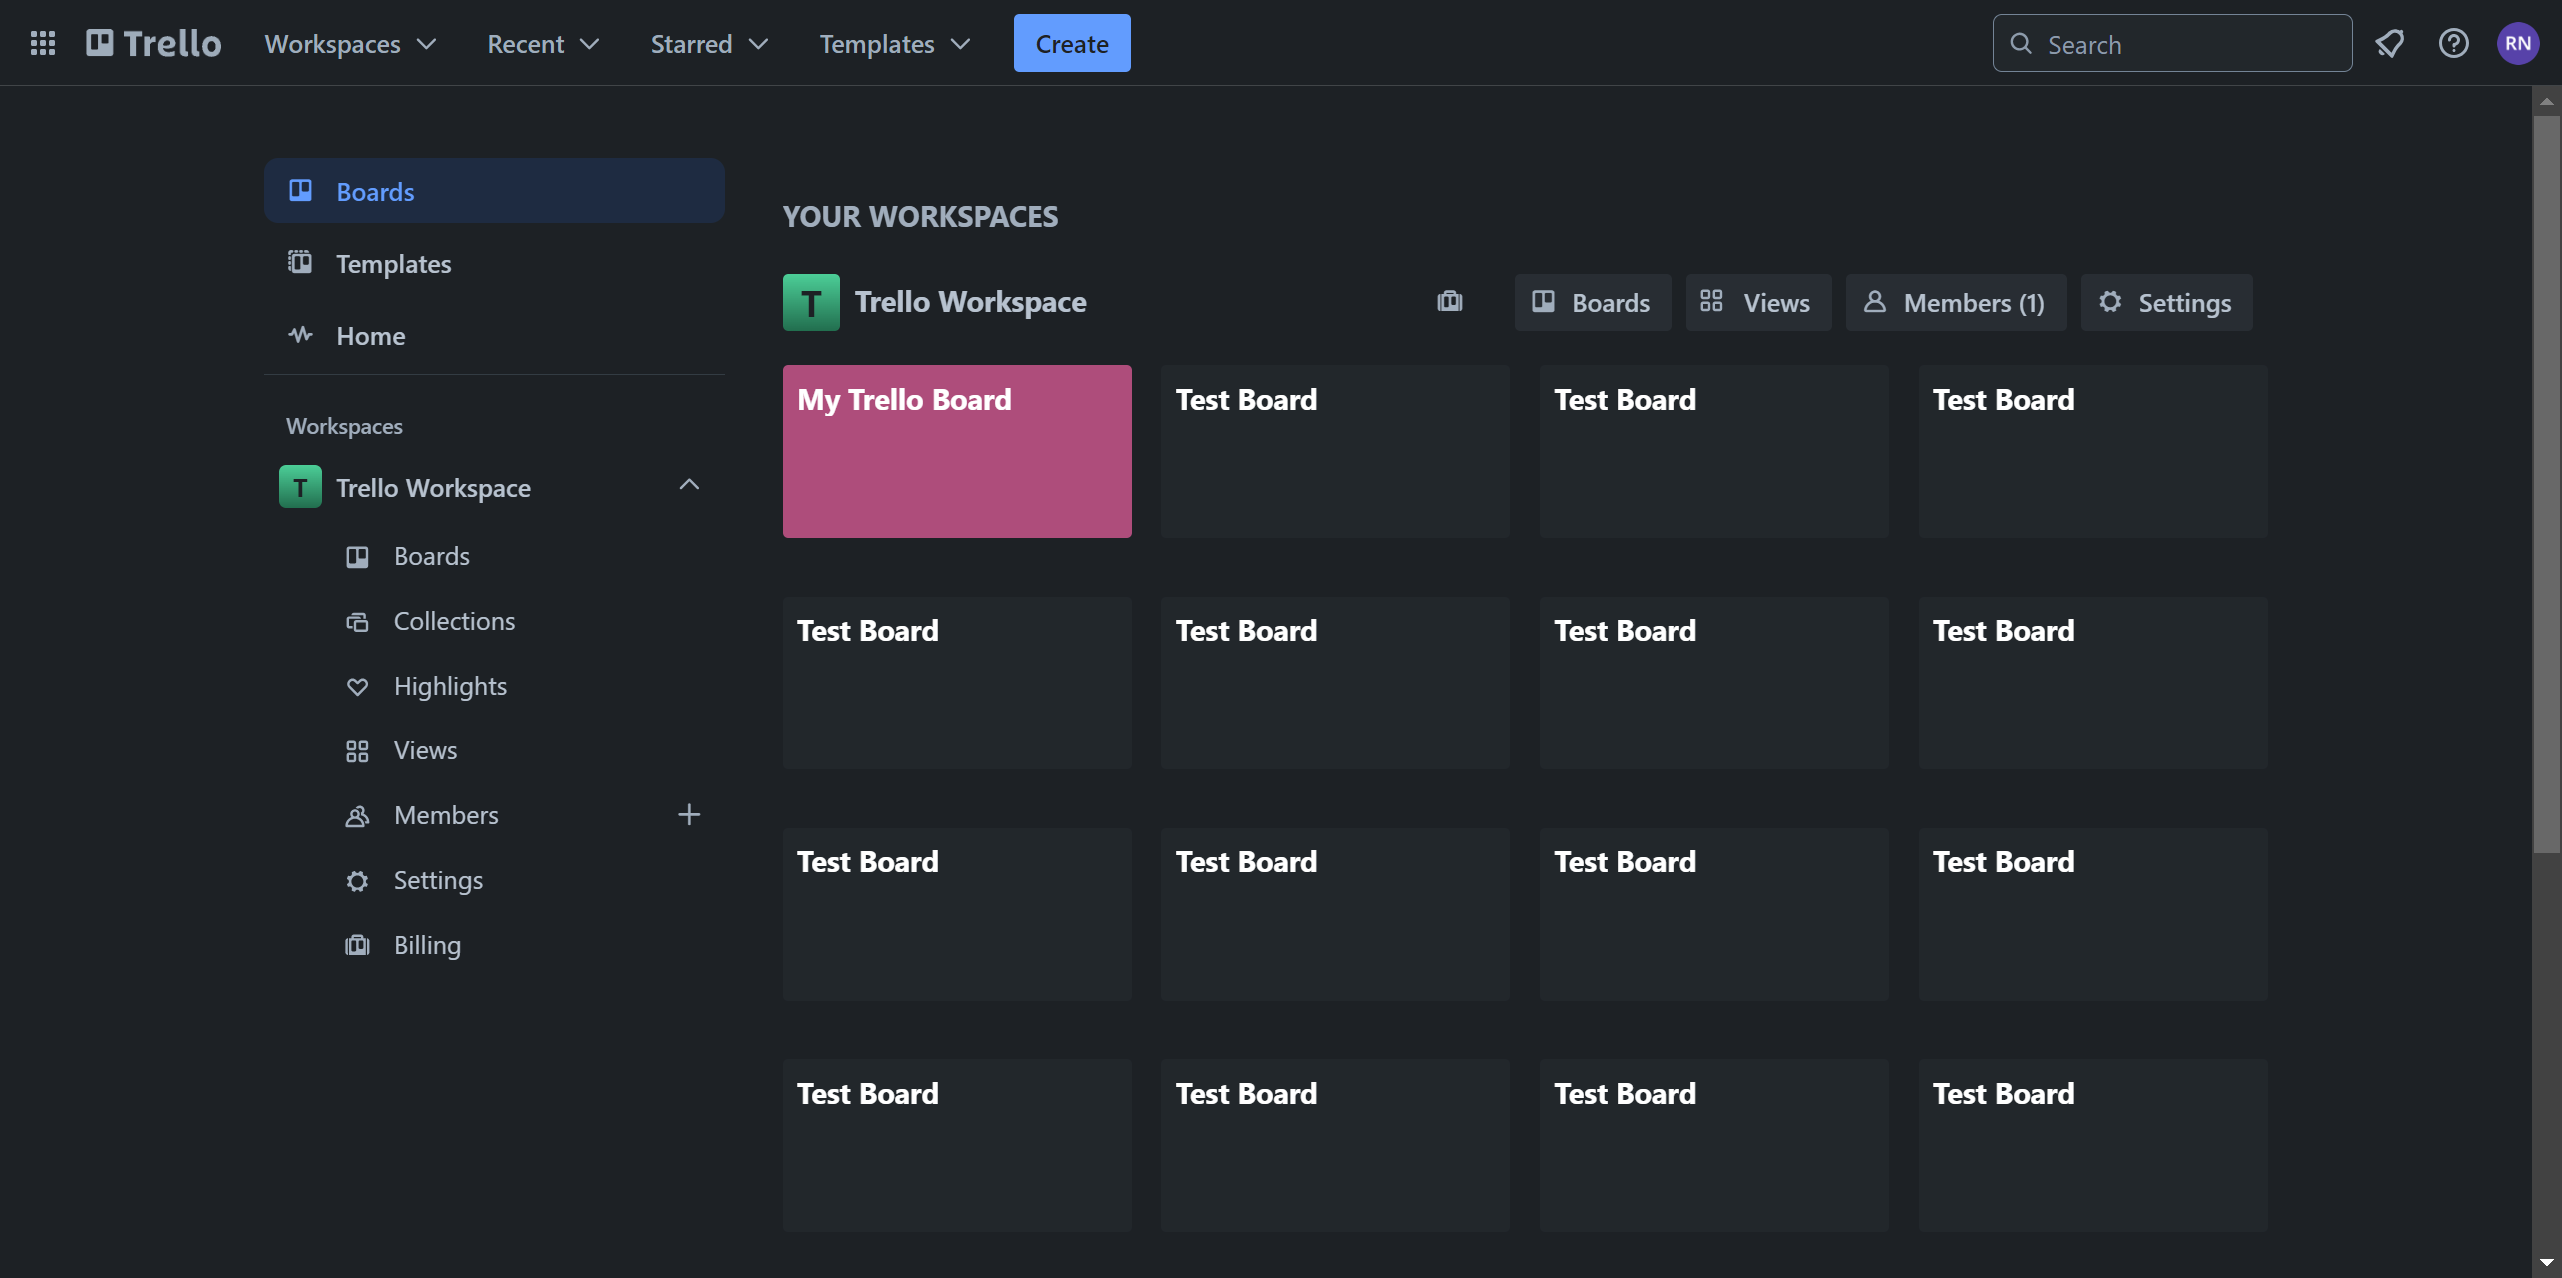 Trello Workspaces Recent Starred Templates Create Search RN
Boards
Templates
Home
Workspaces
T Trello Workspace
Boards
Collections
Highlights
Views
Members
Settings
Billing
YOUR WORKSPACES
T Trello Workspace Boards Views Members (1) Settings
My Trello Board Test Board Test Board Test Board
Test Board Test Board Test Board Test Board
Test Board Test Board Test Board Test Board
Test Board Test Board Test Board Test Board